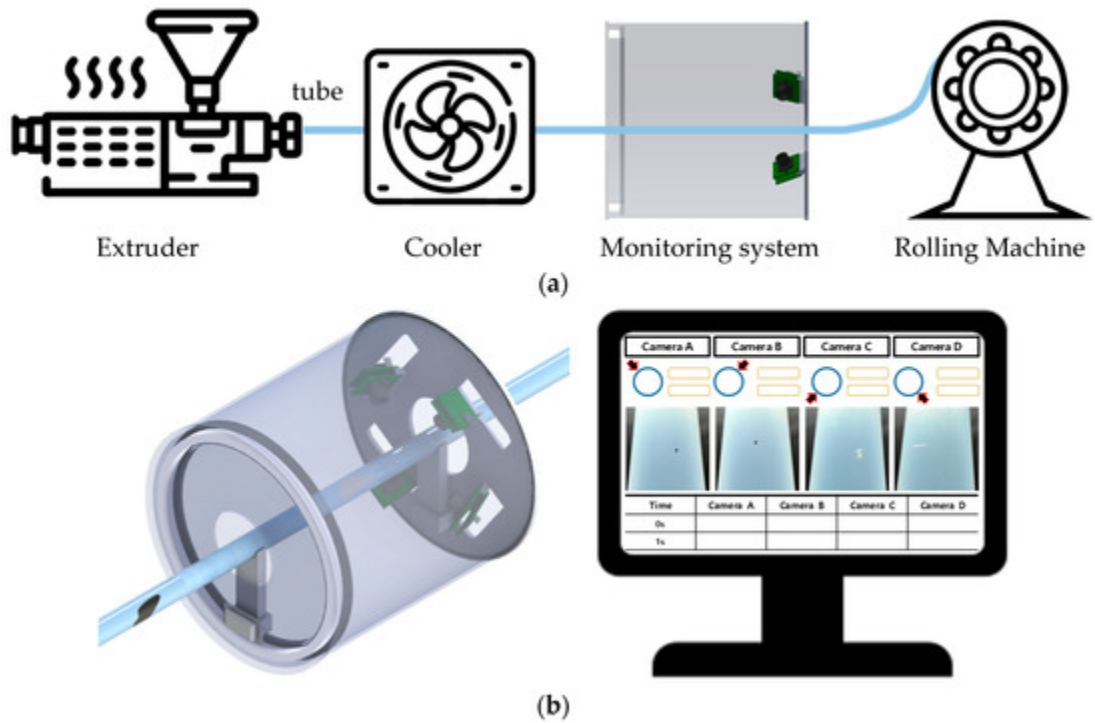 tube
Extruder
Cooler
Monitoring system
Rolling Machine
(a)
Camera A
Camera B
Camera C
Camera D
Time Camera A Camera B Camera C Camera D
0s
1s
(b)